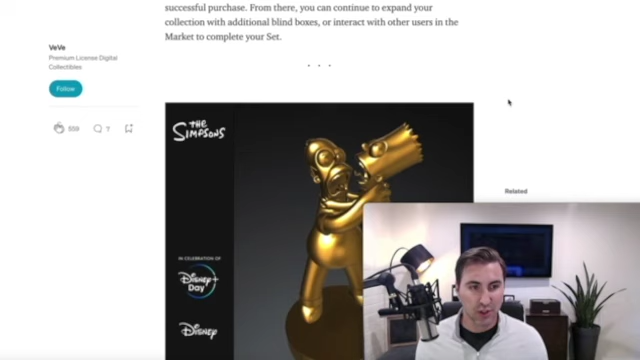 successful purchase. From there, you can continue to expand your
collection with additional blind boxes, or interact with other users in the
Market to complete your Set.
VeVe
Premium License Digital
Collectibles
Follow
559
7
THE
SIMPSONS
IN CELEBRATION OF
Disney+
Day
Disney
Related